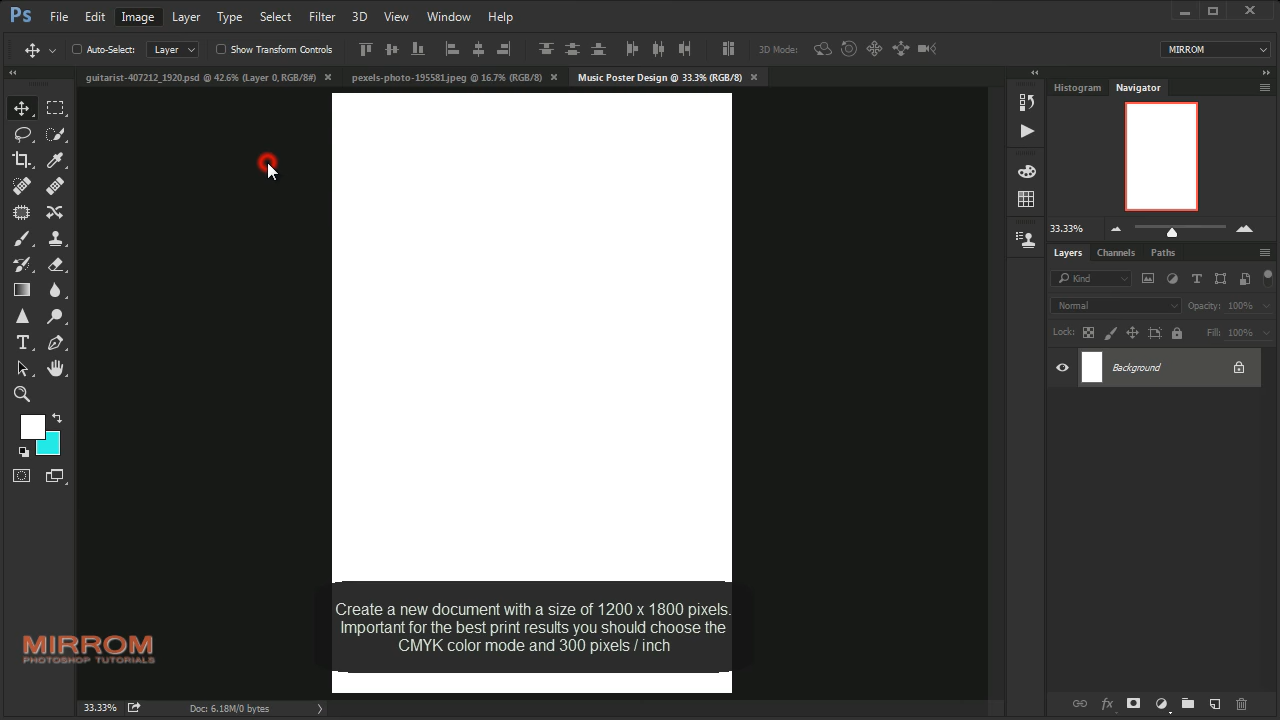 Ps File Edit Image Layer Type Select Filter 3D View Window Help
Auto-Select: Layer Show Transform Controls 3D Mode: MIRROM
guitarist-407212_1920.psd @ 42.6% (Layer 0, RGB/8#) pexels-photo-195581.jpeg @ 16.7% (RGB/8) Music Poster Design @ 33.3% (RGB/8)
Histogram Navigator
33.33%
Layers Channels Paths
Kind
Normal Opacity: 100%
Lock: Fill: 100%
Background
Create a new document with a size of 1200 x 1800 pixels.
Important for the best print results you should choose the
CMYK color mode and 300 pixels / inch
MIRROM
PHOTOSHOP TUTORIALS
33.33% Doc: 6.18M/0 bytes